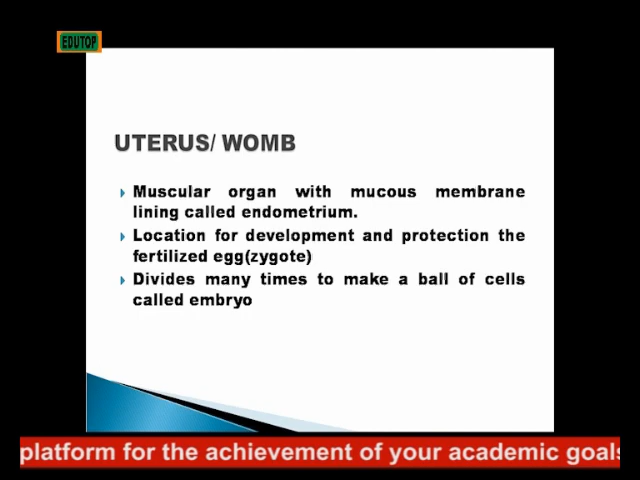 EDUTOP
UTERUS/ WOMB
Muscular organ with mucous membrane
lining called endometrium.
Location for development and protection the
fertilized egg(zygote)
Divides many times to make a ball of cells
called embryo
platform for the achievement of your academic goals